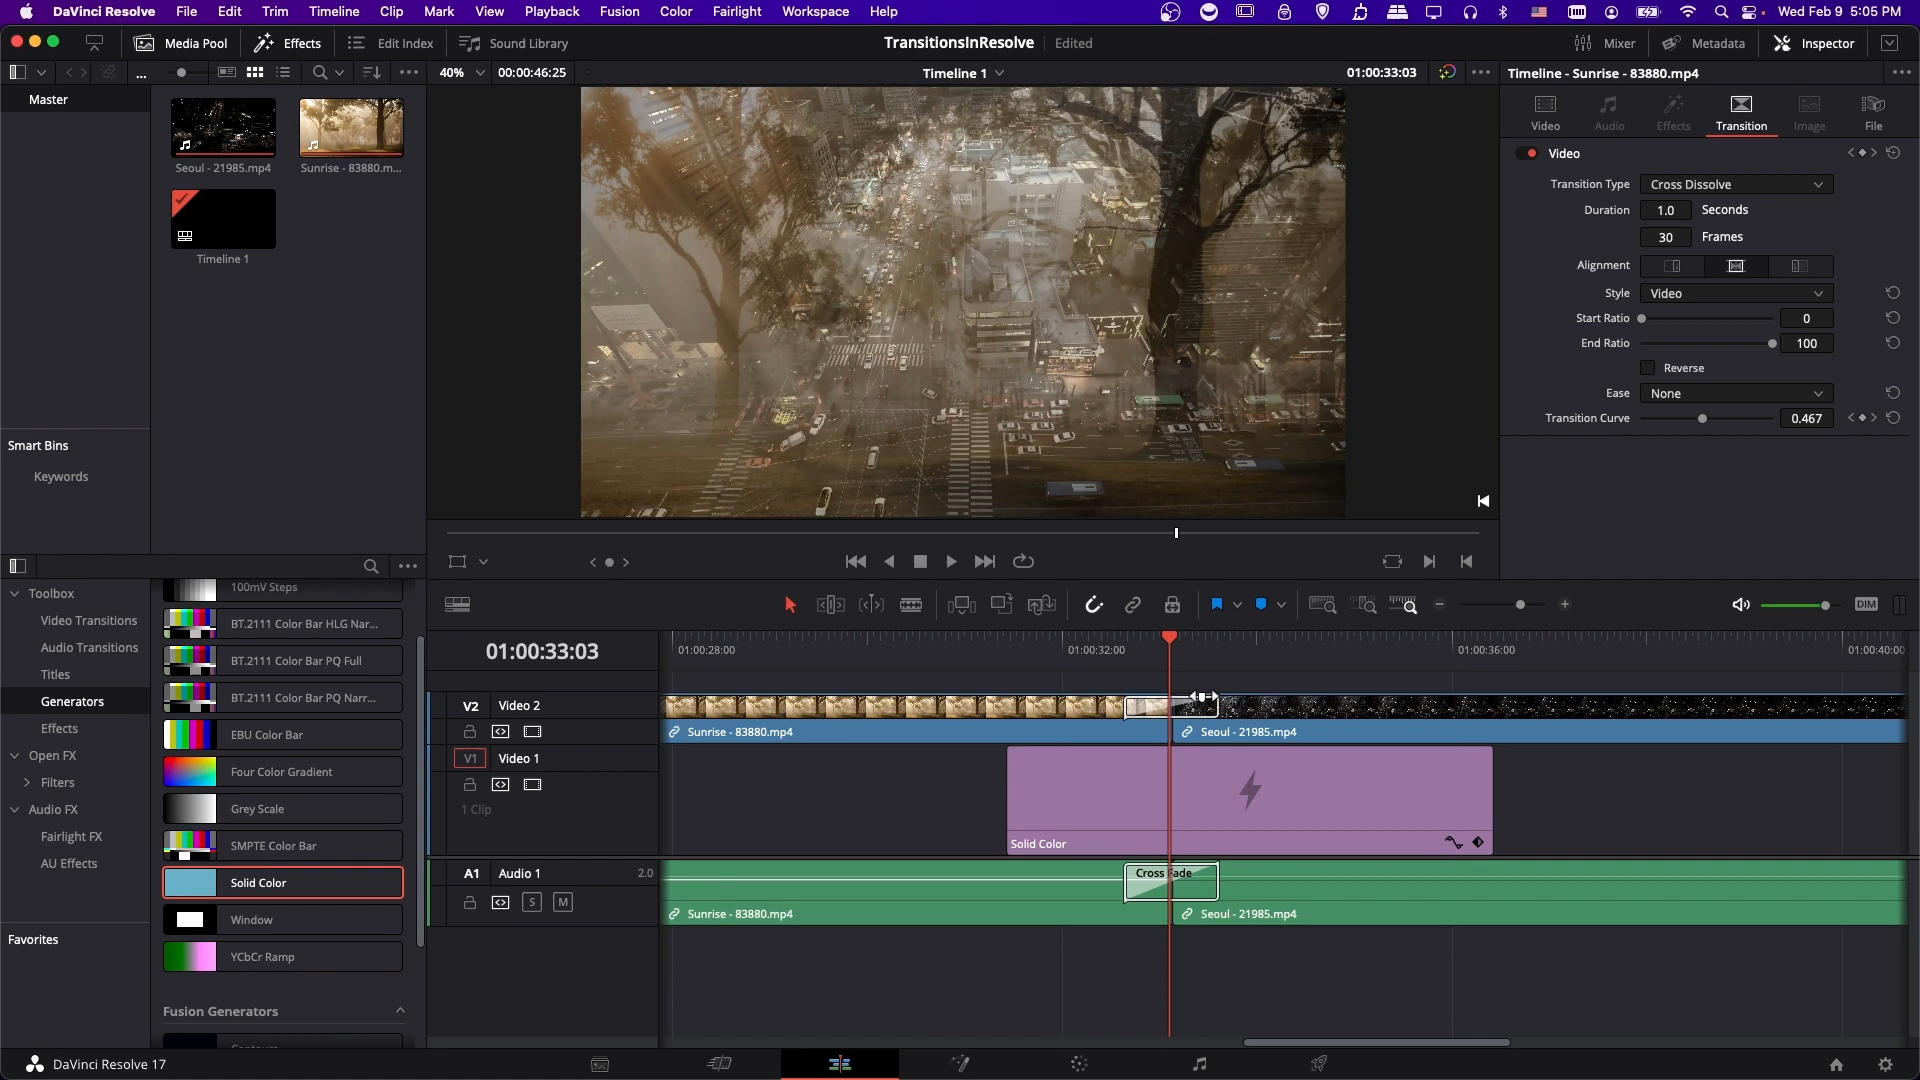 DaVinci Resolve File Edit Trim Timeline Clip Mark View Playback Fusion Color Fairlight Workspace Help Wed Feb 9 5:05 PM
Media Pool Effects Edit Index Sound Library TransitionsInResolve Edited Mixer Metadata Inspector
40% 00:00:46:25 Timeline 1 01:00:33:03 Timeline - Sunrise - 83880.mp4
Master
Seoul - 21985.mp4 Sunrise - 83880.m...
Timeline 1
Smart Bins
Keywords
Video Audio Effects Transition Image File
Video
Transition Type Cross Dissolve
Duration 1.0 Seconds
30 Frames
Alignment
Style Video
Start Ratio 0
End Ratio 100
Reverse
Ease None
Transition Curve 0.467
Toolbox
Video Transitions
Audio Transitions
Titles
Generators
Effects
Open FX
Filters
Audio FX
Fairlight FX
AU Effects
Favorites
100mV Steps
BT.2111 Color Bar HLG Nar...
BT.2111 Color Bar PQ Full
BT.2111 Color Bar PQ Narr...
EBU Color Bar
Four Color Gradient
Grey Scale
SMPTE Color Bar
Solid Color
Window
YCbCr Ramp
Fusion Generators
DIM
01:00:33:03 01:00:28:00 01:00:32:00 01:00:36:00 01:00:40:00
V2 Video 2
Sunrise - 83880.mp4 Seoul - 21985.mp4
V1 Video 1
1 Clip
Solid Color
A1 Audio 1 2.0 Cross Fade
S M
Sunrise - 83880.mp4 Seoul - 21985.mp4
DaVinci Resolve 17